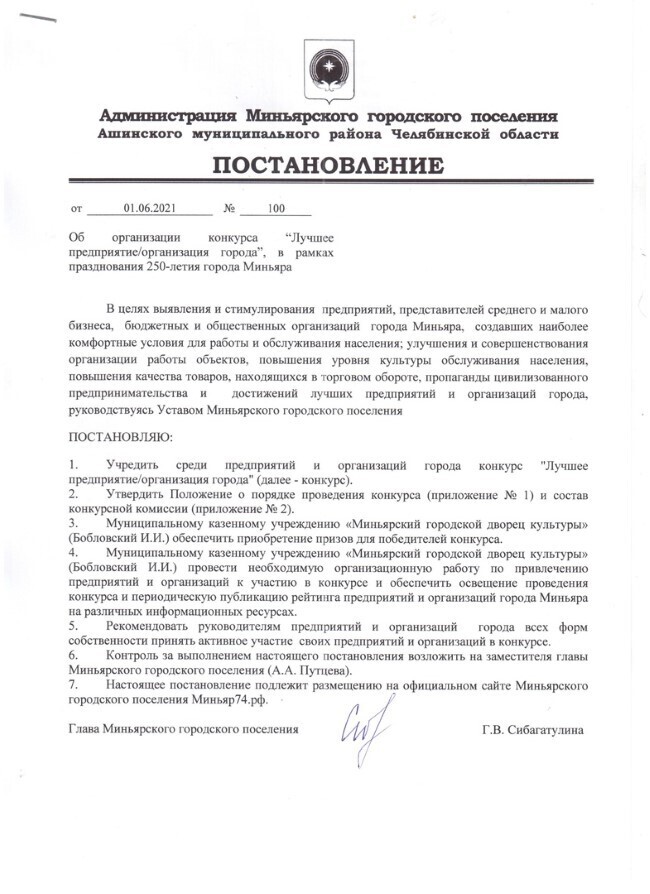 Администрация Миньярского городского поселения
Ашинского муниципального района Челябинской области
ПОСТАНОВЛЕНИЕ
от 01.06.2021 № 100
Об организации конкурса “Лучшее
предприятие/организация города”, в рамках
празднования 250-летия города Миньяра
В целях выявления и стимулирования предприятий, представителей среднего и малого
бизнеса, бюджетных и общественных организаций города Миньяра, создавших наиболее
комфортные условия для работы и обслуживания населения; улучшения и совершенствования
организации работы объектов, повышения уровня культуры обслуживания населения,
повышения качества товаров, находящихся в торговом обороте, пропаганды цивилизованного
предпринимательства и достижений лучших предприятий и организаций города,
руководствуясь Уставом Миньярского городского поселения
ПОСТАНОВЛЯЮ:
1. Учредить среди предприятий и организаций города конкурс "Лучшее
предприятие/организация города" (далее - конкурс).
2. Утвердить Положение о порядке проведения конкурса (приложение № 1) и состав
конкурсной комиссии (приложение № 2).
3. Муниципальному казенному учреждению «Миньярский городской дворец культуры»
(Бобловский И.И.) обеспечить приобретение призов для победителей конкурса.
4. Муниципальному казенному учреждению «Миньярский городской дворец культуры»
(Бобловский И.И.) провести необходимую организационную работу по привлечению
предприятий и организаций к участию в конкурсе и обеспечить освещение проведения
конкурса и периодическую публикацию рейтинга предприятий и организаций города Миньяра
на различных информационных ресурсах.
5. Рекомендовать руководителям предприятий и организаций города всех форм
собственности принять активное участие своих предприятий и организаций в конкурсе.
6. Контроль за выполнением настоящего постановления возложить на заместителя главы
Миньярского городского поселения (А.А. Путцева).
7. Настоящее постановление подлежит размещению на официальном сайте Миньярского
городского поселения Миньяр74.рф.
Глава Миньярского городского поселения Г.В. Сибагатулина